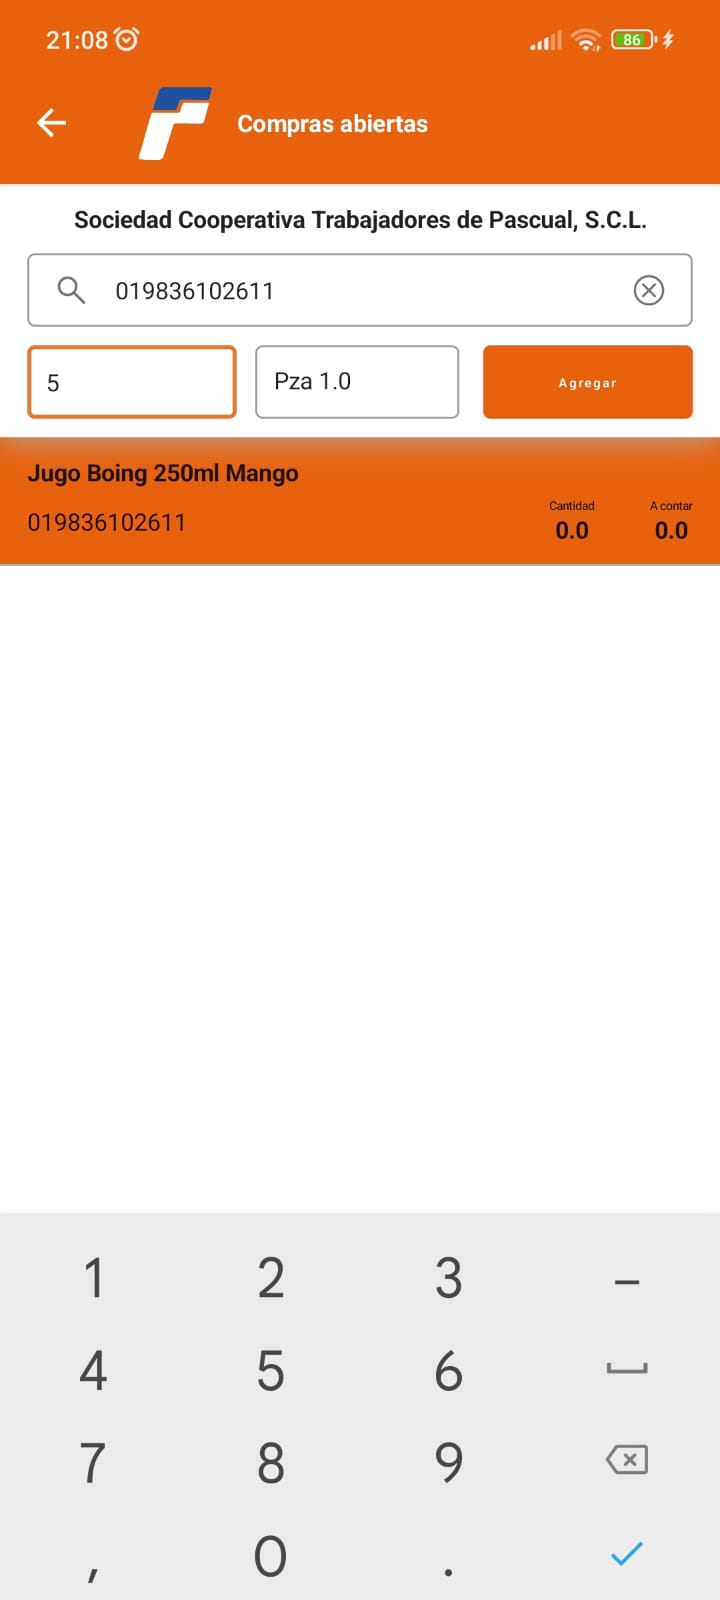 21:08
86
Compras abiertas
Sociedad Cooperativa Trabajadores de Pascual, S.C.L.
019836102611
5
Pza 1.0
Agregar
Jugo Boing 250ml Mango
019836102611
Cantidad
0.0
A contar
0.0
1 2 3 –
4 5 6
7 8 9
, 0 .